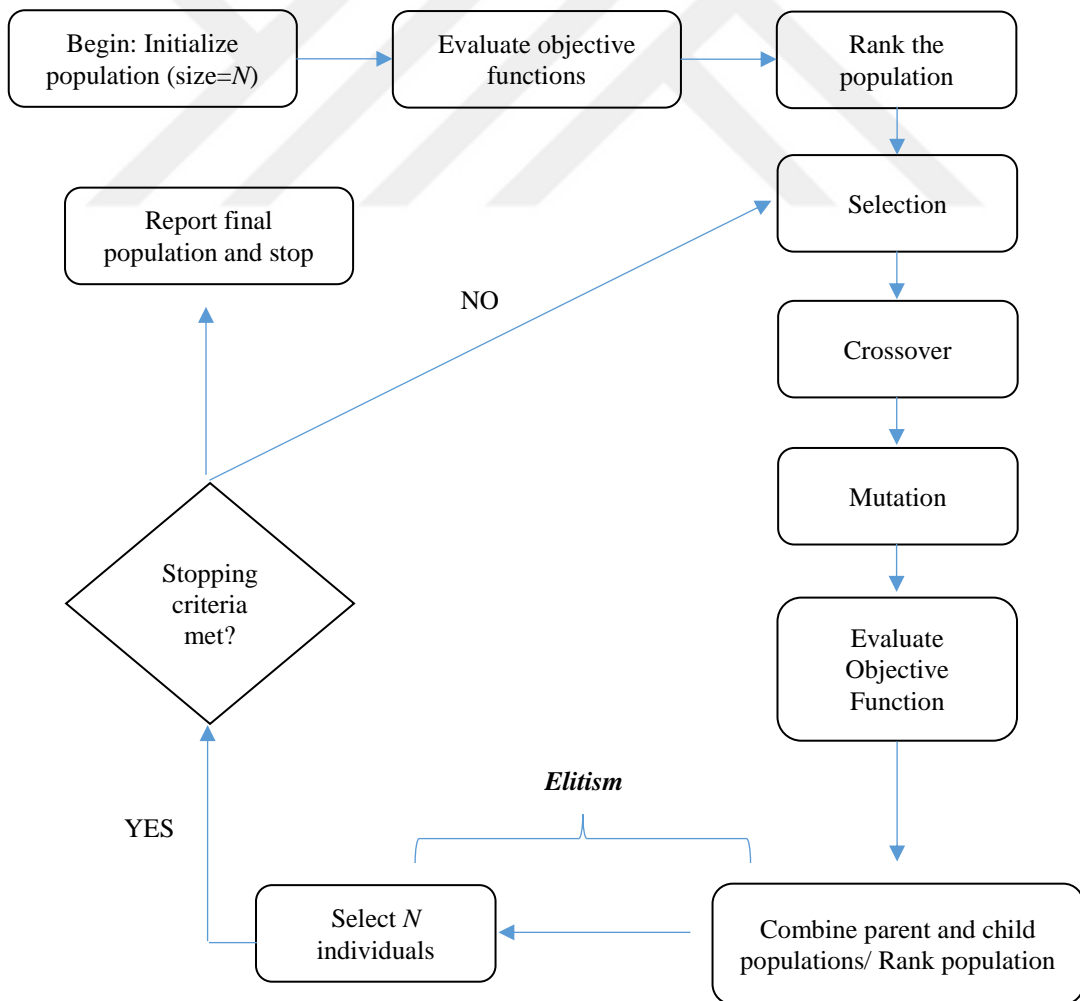 Begin: Initialize
population (size=N)
Evaluate objective
functions
Rank the
population
Selection
Report final
population and stop
NO
Crossover
Mutation
Stopping
criteria
met?
Evaluate
Objective
Function
Elitism
YES
Select N
individuals
Combine parent and child
populations/ Rank population